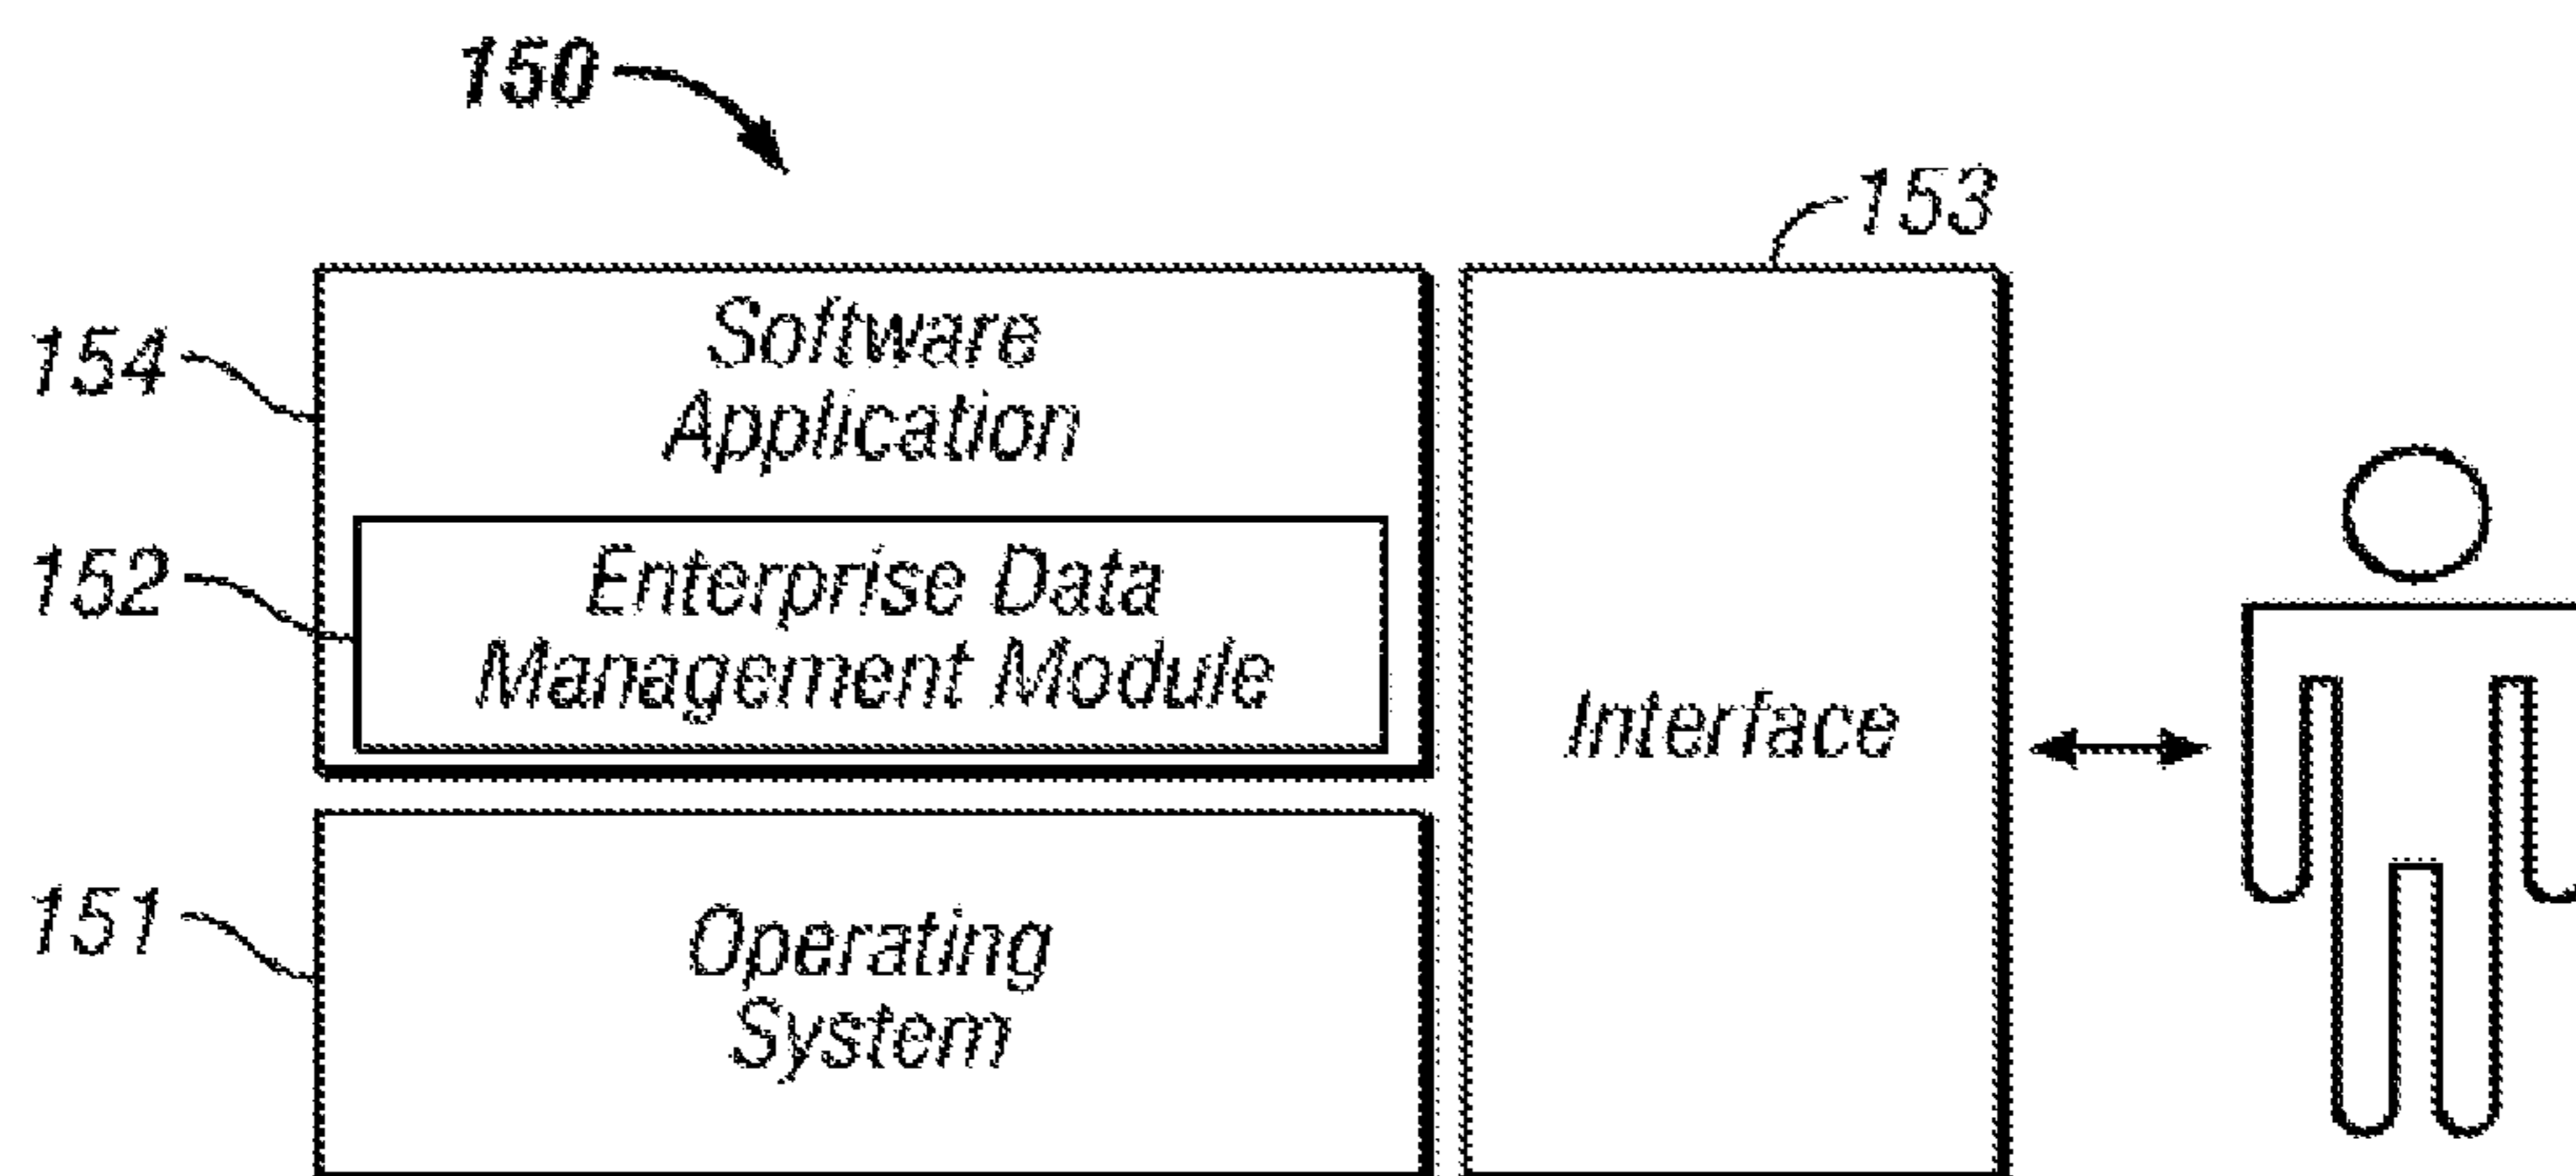 150
153
154
Software
Application
152
Enterprise Data
Management Module
Interface
151
Operating
System